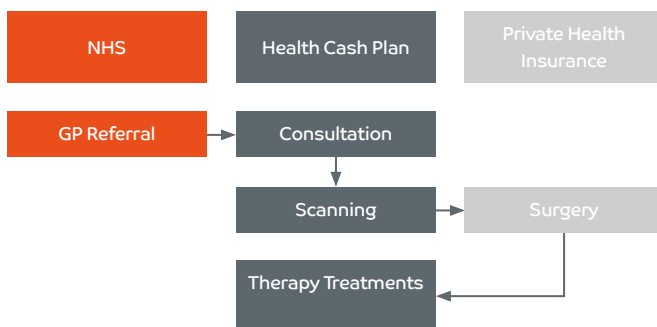 NHS
Health Cash Plan
Private Health
Insurance
GP Referral
Consultation
Scanning
Surgery
Therapy Treatments